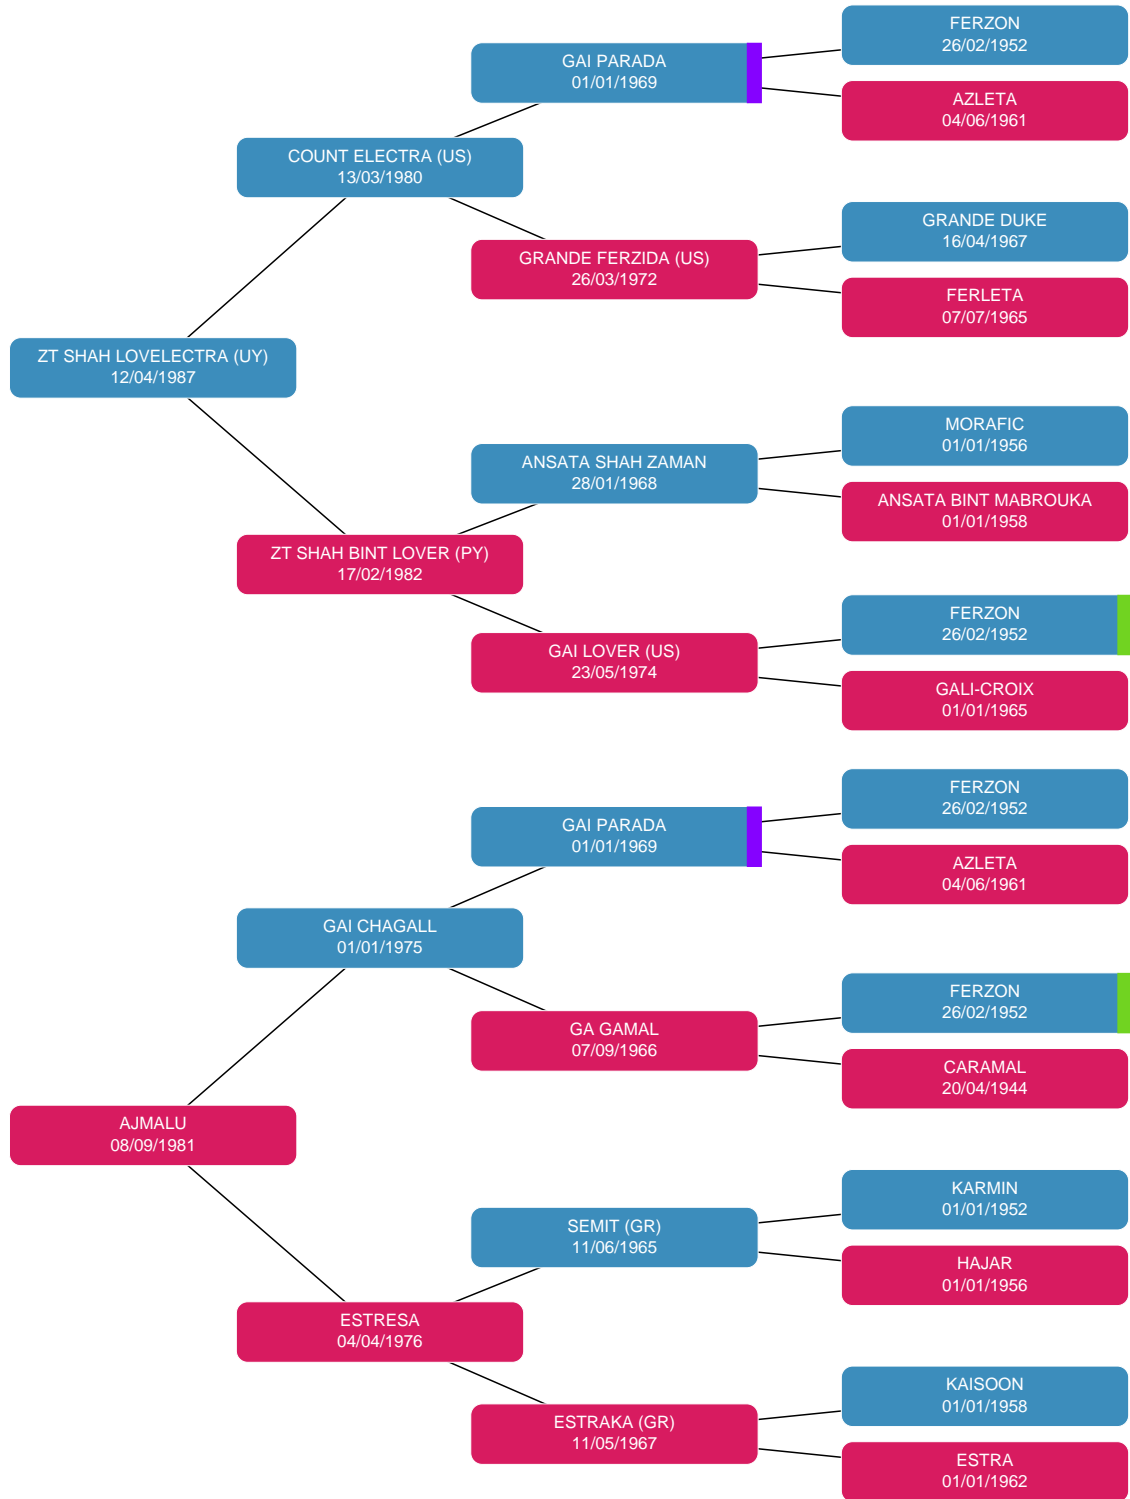 FERZON
26/02/1952
GAI PARADA
01/01/1969
AZLETA
04/06/1961
COUNT ELECTRA (US)
13/03/1980
GRANDE DUKE
16/04/1967
GRANDE FERZIDA (US)
26/03/1972
FERLETA
07/07/1965
ZT SHAH LOVELECTRA (UY)
12/04/1987
MORAFIC
01/01/1956
ANSATA SHAH ZAMAN
28/01/1968
ANSATA BINT MABROUKA
01/01/1958
ZT SHAH BINT LOVER (PY)
17/02/1982
FERZON
26/02/1952
GAI LOVER (US)
23/05/1974
GALI-CROIX
01/01/1965
FERZON
26/02/1952
GAI PARADA
01/01/1969
AZLETA
04/06/1961
GAI CHAGALL
01/01/1975
FERZON
26/02/1952
GA GAMAL
07/09/1966
CARAMAL
20/04/1944
AJMALU
08/09/1981
KARMIN
01/01/1952
SEMIT (GR)
11/06/1965
HAJAR
01/01/1956
ESTRESA
04/04/1976
KAISOON
01/01/1958
ESTRAKA (GR)
11/05/1967
ESTRA
01/01/1962